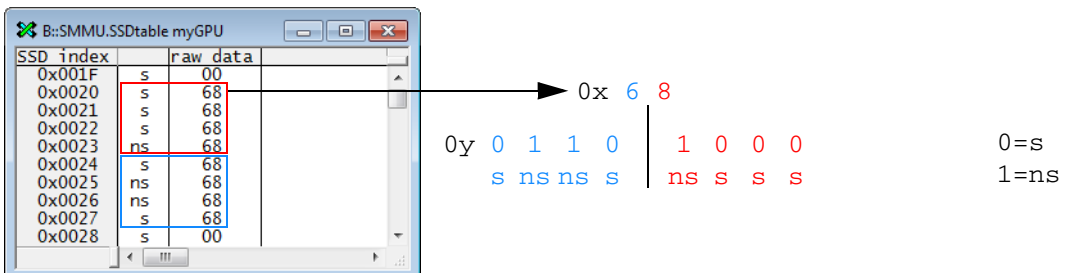 B::SMMU.SSDtable myGPU
SSD index raw data
0x001F s 00
0x0020 s 68
0x0021 s 68
0x0022 s 68
0x0023 ns 68
0x0024 s 68
0x0025 ns 68
0x0026 ns 68
0x0027 s 68
0x0028 s 00
0x 6 8
0y 0 1 1 0 1 0 0 0
s ns ns s ns s s s
0=s
1=ns